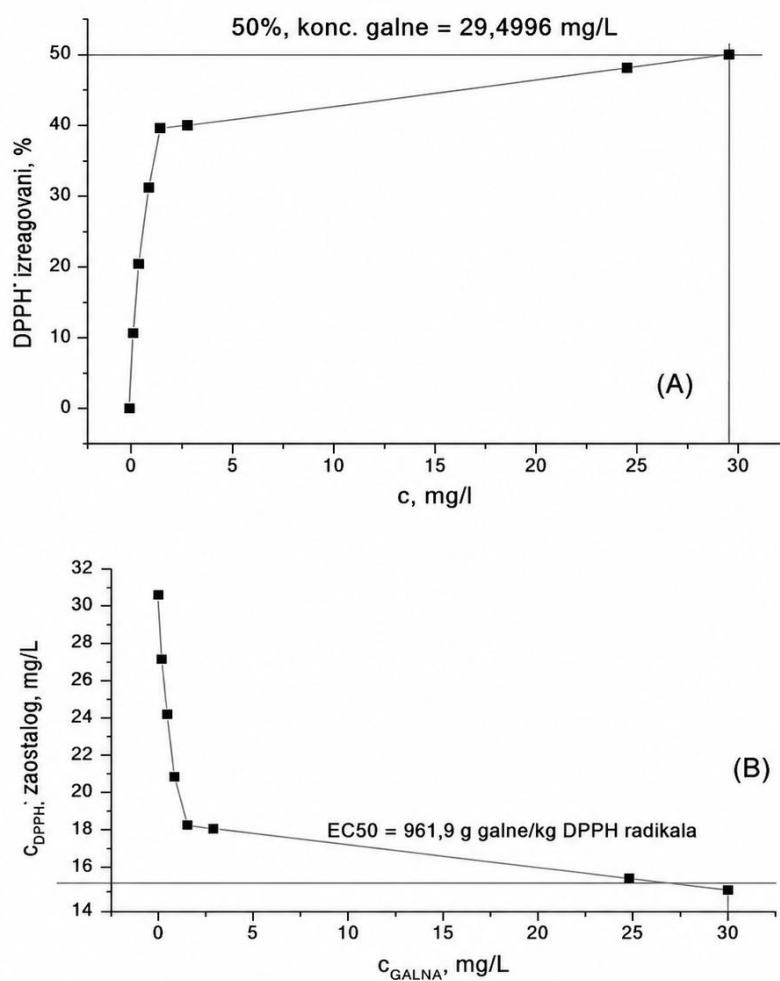 50%, konc. galne = 29,4996 mg/L
50
40
30
20
10
0
DPPH˙ izreagovani, %
(A)
0 5 10 15 20 25 30
c, mg/l
32
30
28
26
24
22
20
18
16
14
c DPPH˙ zaostalog, mg/L
(B)
EC50 = 961,9 g galne/kg DPPH radikala
0 5 10 15 20 25 30
c GALNA, mg/L